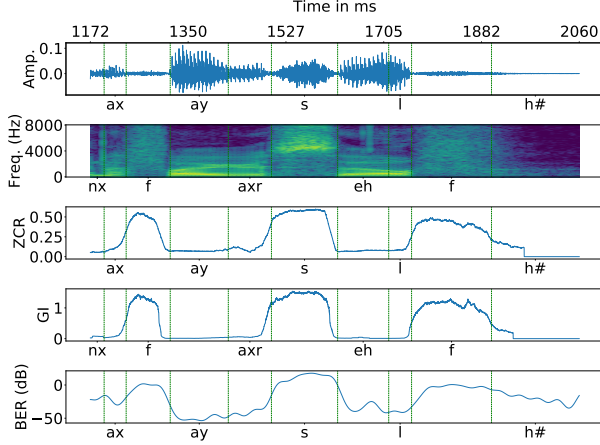 Time in ms
1172 1350 1527 1705 1882 2060
Amp.
0.1
0.0
ax ay s l h#
Freq. (Hz)
8000
4000
0
nx f axr eh f
ZCR
0.50
0.25
0.00
ax ay s l h#
GI
1
0
nx f axr eh f
BER (dB)
0
−50
ax ay s l h#